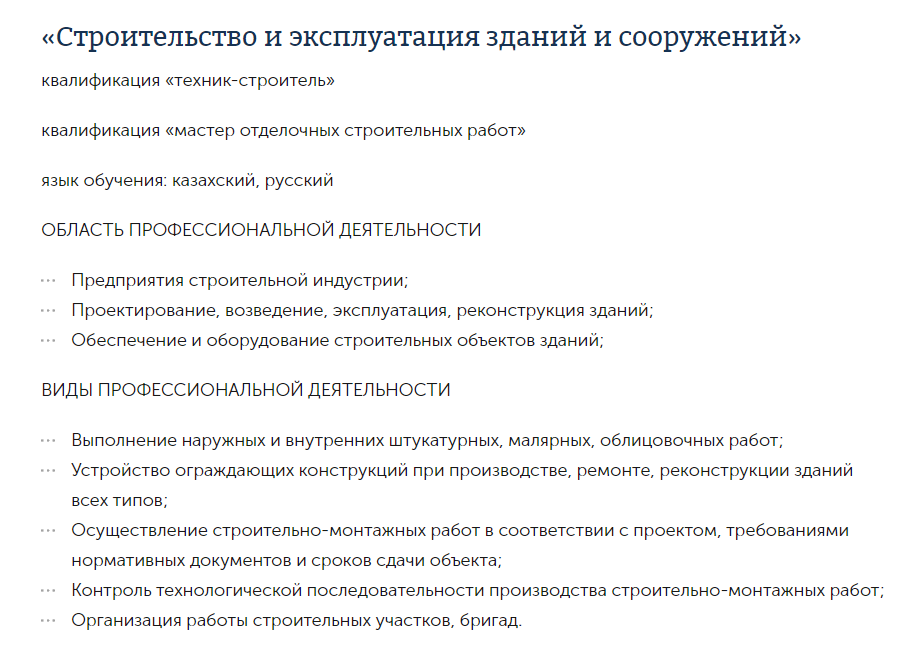 «Строительство и эксплуатация зданий и сооружений»
квалификация «техник-строитель»
квалификация «мастер отделочных строительных работ»
язык обучения: казахский, русский
ОБЛАСТЬ ПРОФЕССИОНАЛЬНОЙ ДЕЯТЕЛЬНОСТИ
Предприятия строительной индустрии;
Проектирование, возведение, эксплуатация, реконструкция зданий;
Обеспечение и оборудование строительных объектов зданий;
ВИДЫ ПРОФЕССИОНАЛЬНОЙ ДЕЯТЕЛЬНОСТИ
Выполнение наружных и внутренних штукатурных, малярных, облицовочных работ;
Устройство ограждающих конструкций при производстве, ремонте, реконструкции зданий
всех типов;
Осуществление строительно-монтажных работ в соответствии с проектом, требованиями
нормативных документов и сроков сдачи объекта;
Контроль технологической последовательности производства строительно-монтажных работ;
Организация работы строительных участков, бригад.